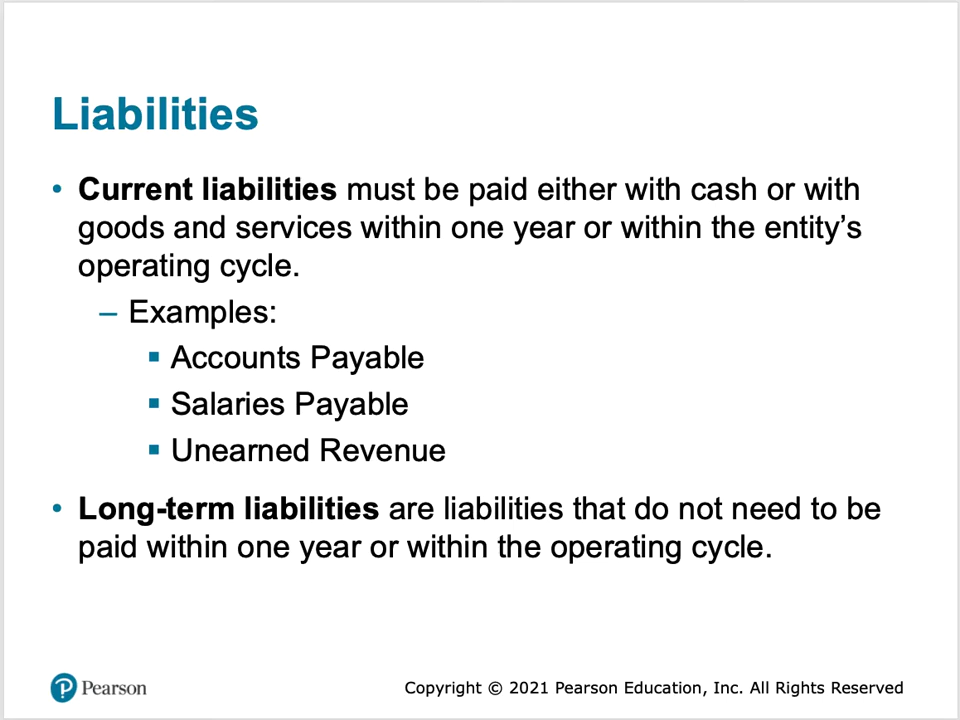 Liabilities
• Current liabilities must be paid either with cash or with
goods and services within one year or within the entity’s
operating cycle.
– Examples:
▪ Accounts Payable
▪ Salaries Payable
▪ Unearned Revenue
• Long-term liabilities are liabilities that do not need to be
paid within one year or within the operating cycle.
Pearson
Copyright © 2021 Pearson Education, Inc. All Rights Reserved